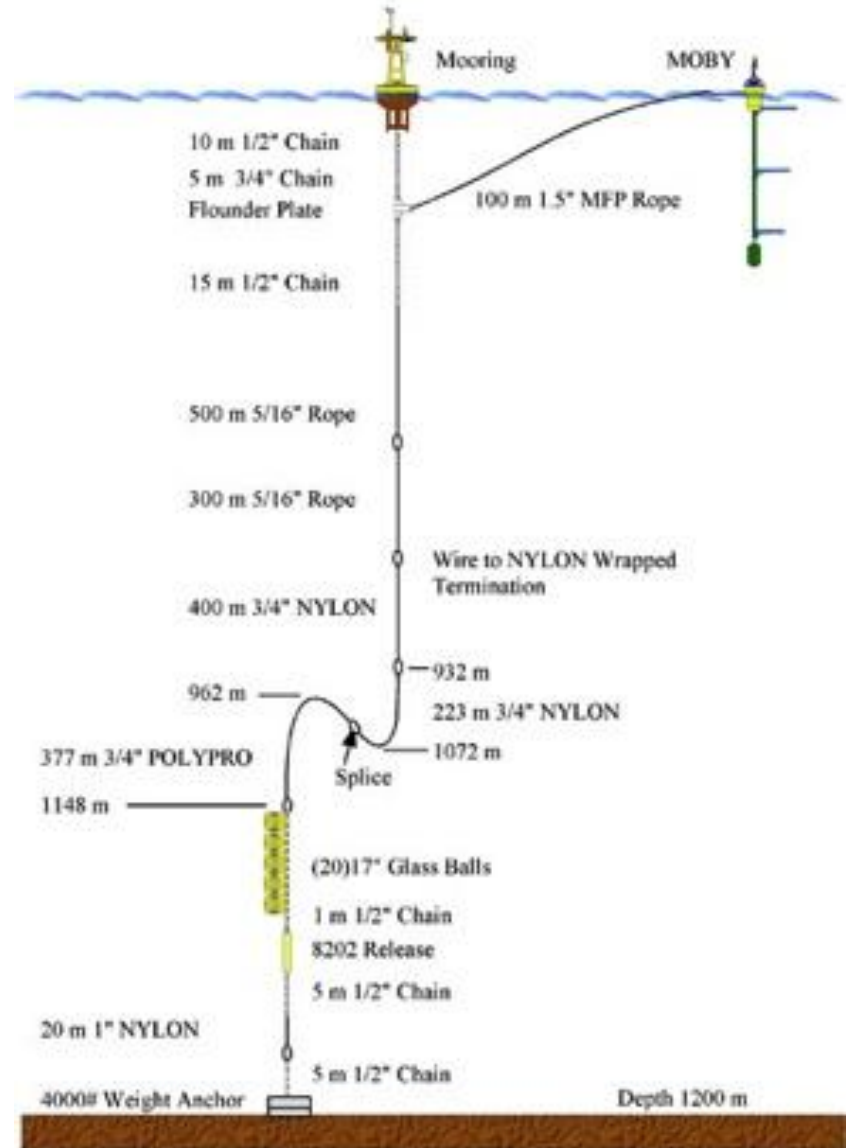 Mooring
MOBY
10 m 1/2" Chain
5 m 3/4" Chain
Flounder Plate
100 m 1.5" MFP Rope
15 m 1/2" Chain
500 m 5/16" Rope
300 m 5/16" Rope
Wire to NYLON Wrapped
Termination
400 m 3/4" NYLON
932 m
962 m
223 m 3/4" NYLON
1072 m
377 m 3/4" POLYPRO
Splice
1148 m
(20)17" Glass Balls
1 m 1/2" Chain
8202 Release
5 m 1/2" Chain
20 m 1" NYLON
5 m 1/2" Chain
4000# Weight Anchor
Depth 1200 m